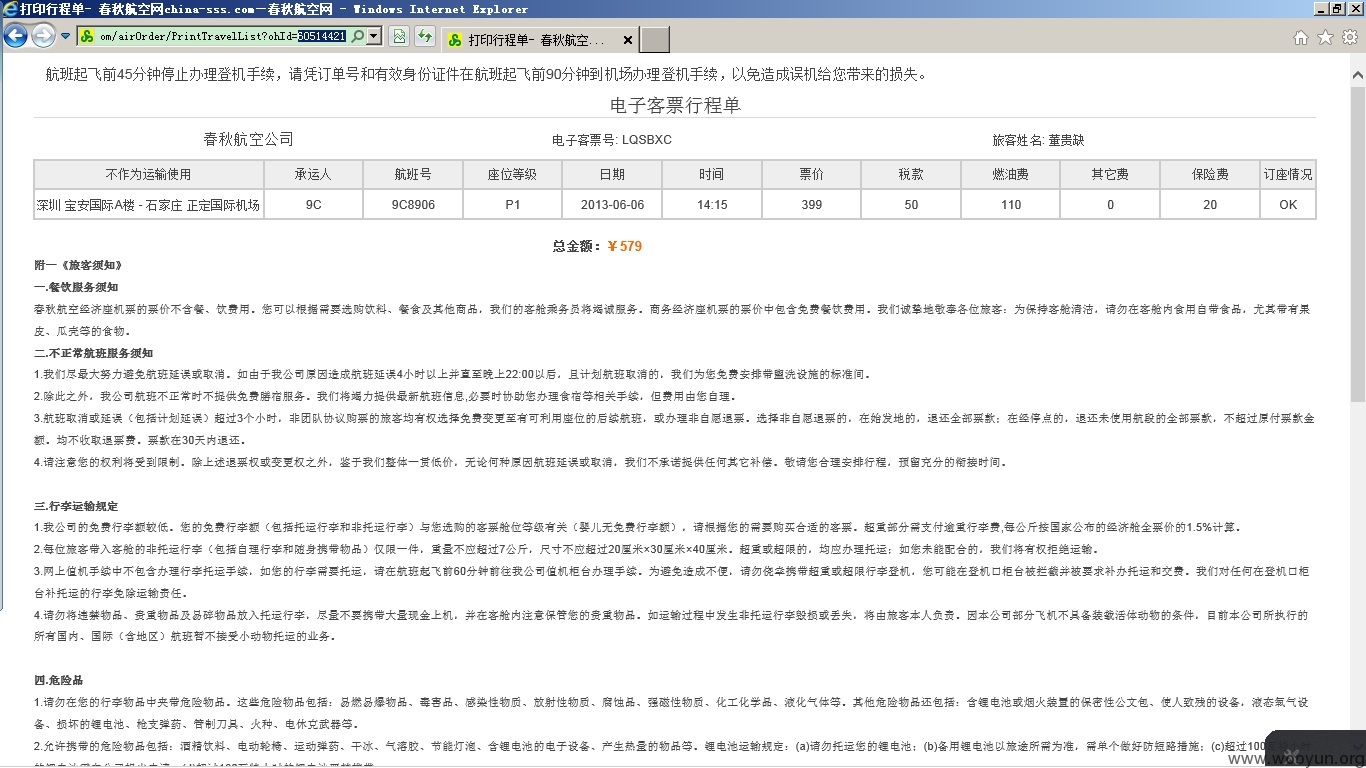 打印行程单- 春秋航空网china-sss.com－春秋航空网 - Windows Internet Explorer
om/airOrder/PrintTravelList?ohId=60514421
打印行程单- 春秋航空...
航班起飞前45分钟停止办理登机手续，请凭订单号和有效身份证件在航班起飞前90分钟到机场办理登机手续，以免造成误机给您带来的损失。
电子客票行程单
春秋航空公司 电子客票号: LQSBXC 旅客姓名: 董贵缺
不作为运输使用 承运人 航班号 座位等级 日期 时间 票价 税款 燃油费 其它费 保险费 订座情况
深圳 宝安国际A楼 - 石家庄 正定国际机场 9C 9C8906 P1 2013-06-06 14:15 399 50 110 0 20 OK
总金额：￥579
附一《旅客须知》
一.餐饮服务须知
春秋航空经济座机票的票价不含餐、饮费用。您可以根据需要选购饮料、餐食及其他商品，我们的客舱乘务员将竭诚服务。商务经济座机票的票价中包含免费餐饮费用。我们诚挚地敬奉各位旅客：为保持客舱清洁，请勿在客舱内食用自带食品，尤其带有果
皮、瓜壳等的食物。
二.不正常航班服务须知
1.我们尽最大努力避免航班延误或取消。如由于我公司原因造成航班延误4小时以上并直至晚上22:00以后，且计划航班取消的，我们为您免费安排带盥洗设施的标准间。
2.除此之外，我公司航班不正常时不提供免费膳宿服务。我们将竭力提供最新航班信息,必要时协助您办理食宿等相关手续，但费用由您自理。
3.航班取消或延误（包括计划延误）超过3个小时，非团队协议购票的旅客均有权选择免费变更至有可利用座位的后续航班，或办理非自愿退票。选择非自愿退票的，在始发地的，退还全部票款；在经停点的，退还未使用航段的全部票款，不超过原付票款金
额。均不收取退票费。票款在30天内退还。
4.请注意您的权利将受到限制。除上述退票权或变更权之外，鉴于我们整体一贯低价，无论何种原因航班延误或取消，我们不承诺提供任何其它补偿。敬请您合理安排行程，预留充分的衔接时间。
三.行李运输规定
1.我公司的免费行李额较低。您的免费行李额（包括托运行李和非托运行李）与您选购的客票舱位等级有关（婴儿无免费行李额），请根据您的需要购买合适的客票。超重部分需支付逾重行李费,每公斤按国家公布的经济舱全票价的1.5%计算。
2.每位旅客带入客舱的非托运行李（包括自理行李和随身携带物品）仅限一件，重量不应超过7公斤，尺寸不应超过20厘米×30厘米×40厘米。超重或超限的，均应办理托运；如您未能配合的，我们将有权拒绝运输。
3.网上值机手续中不包含办理行李托运手续，如您的行李需要托运，请在航班起飞前60分钟前往我公司值机柜台办理手续。为避免造成不便，请勿侥幸携带超重或超限行李登机，您可能在登机口柜台被拦截并被要求补办托运和交费。我们对任何在登机口柜
台补托运的行李免除运输责任。
4.请勿将违禁物品、贵重物品及易碎物品放入托运行李，尽量不要携带大量现金上机，并在客舱内注意保管您的贵重物品。如运输过程中发生非托运行李毁损或丢失，将由旅客本人负责。因本公司部分飞机不具备装载活体动物的条件，目前本公司所执行的
所有国内、国际（含地区）航班暂不接受小动物托运的业务。
四.危险品
1.请勿在您的行李物品中夹带危险物品。这些危险物品包括：易燃易爆物品、毒害品、感染性物质、放射性物质、腐蚀品、强磁性物质、化工化学品、液化气体等。其他危险物品还包括：含锂电池或烟火装置的保密性公文包、使人致残的设备，液态氧气设
备、损坏的锂电池、枪支弹药、管制刀具、火种、电休克武器等。
2.允许携带的危险物品包括：酒精饮料、电动轮椅、运动弹药、干冰、气溶胶、节能灯泡、含锂电池的电子设备、产生热量的物品等。锂电池运输规定：(a)请勿托运您的锂电池；(b)备用锂电池以旅途所需为准，需单个做好防短路措施；(c)超过100
www.wooyun.org